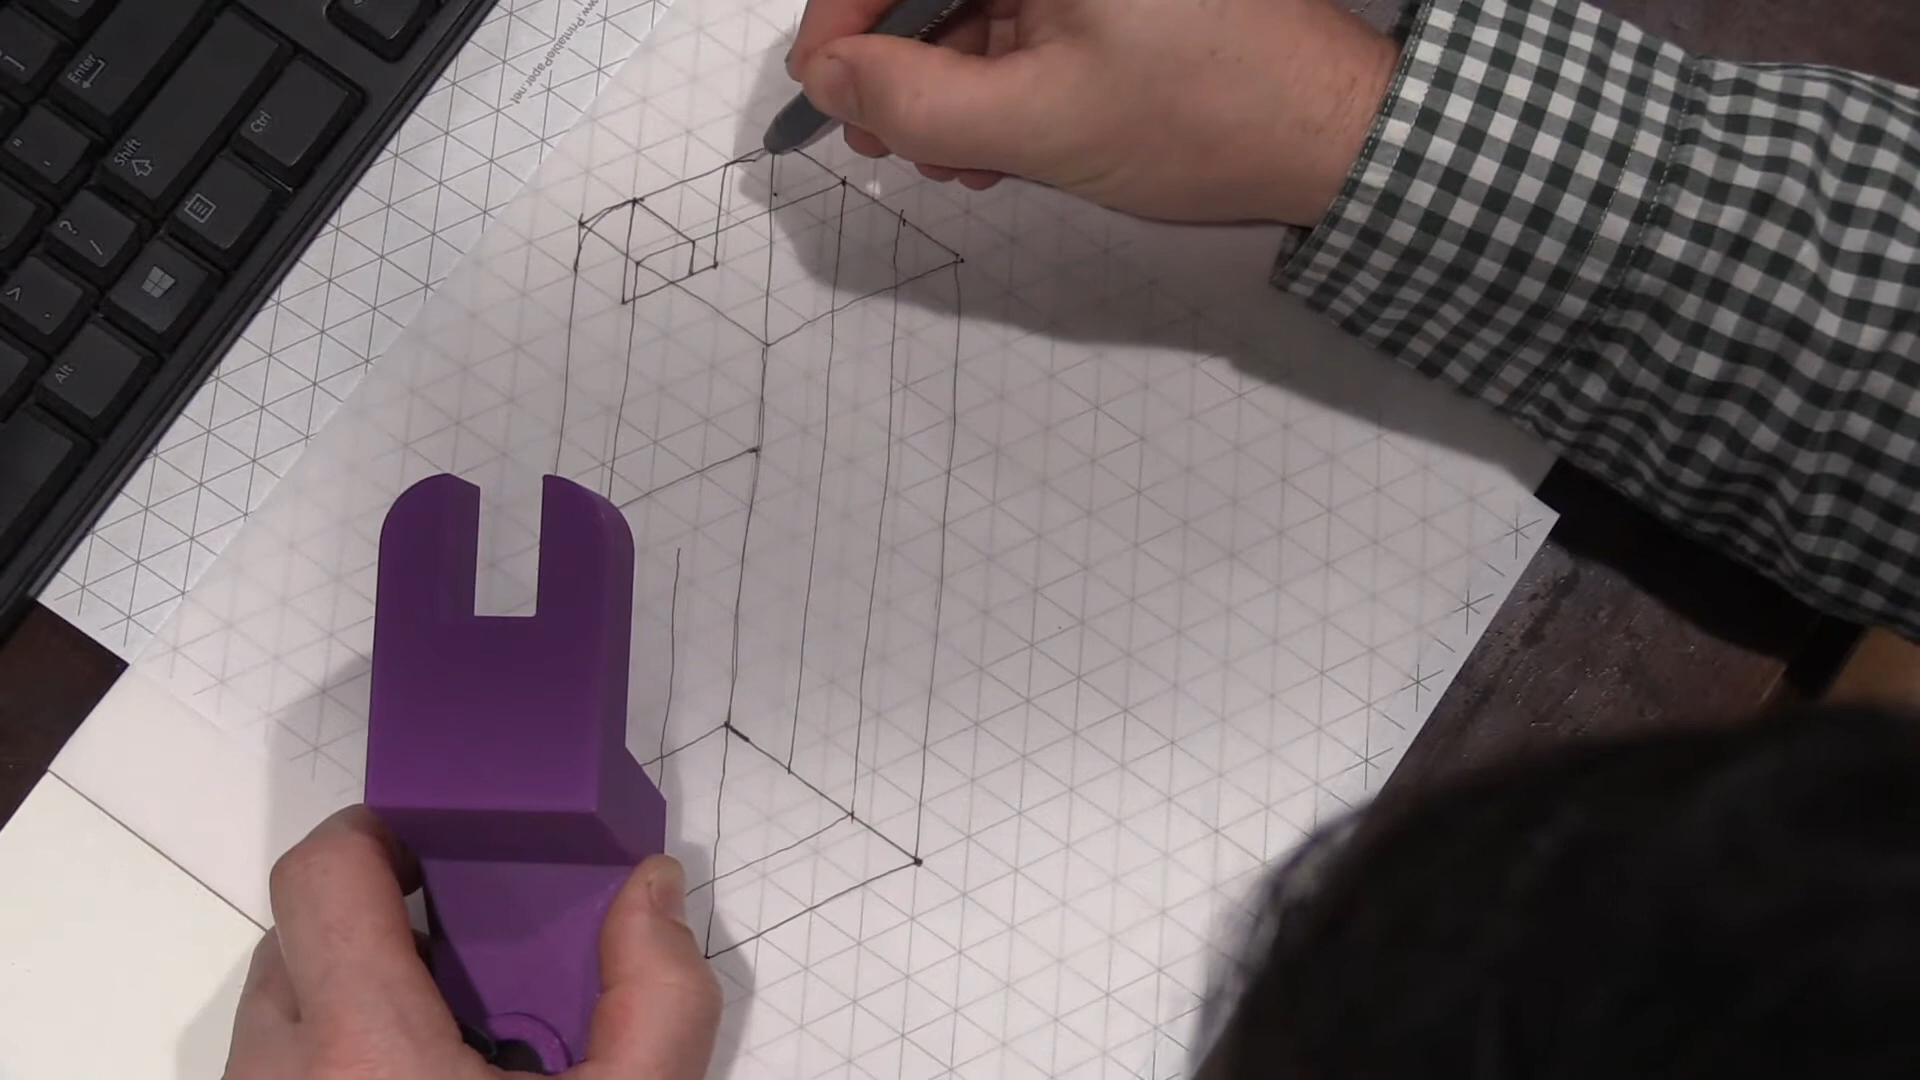 Enter
Shift
Ctrl
Alt
? /
" '
>
.
]
www.PrintablePaper.net